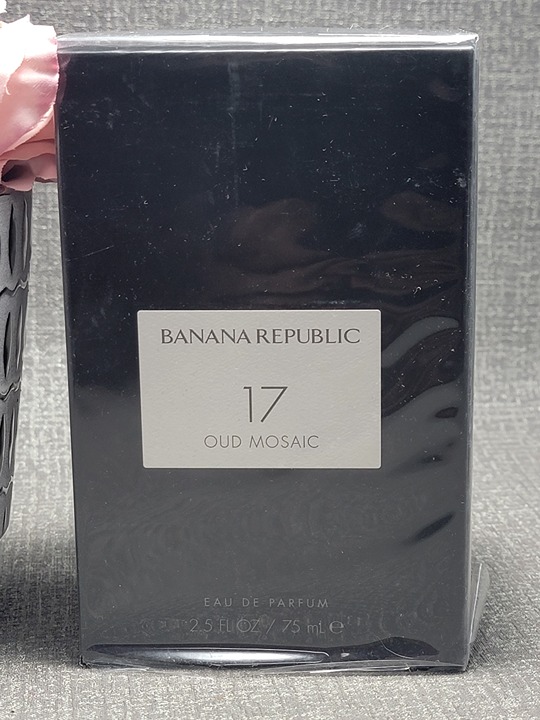 BANANA REPUBLIC
17
OUD MOSAIC
EAU DE PARFUM
2.5 FL OZ / 75 mL ℮